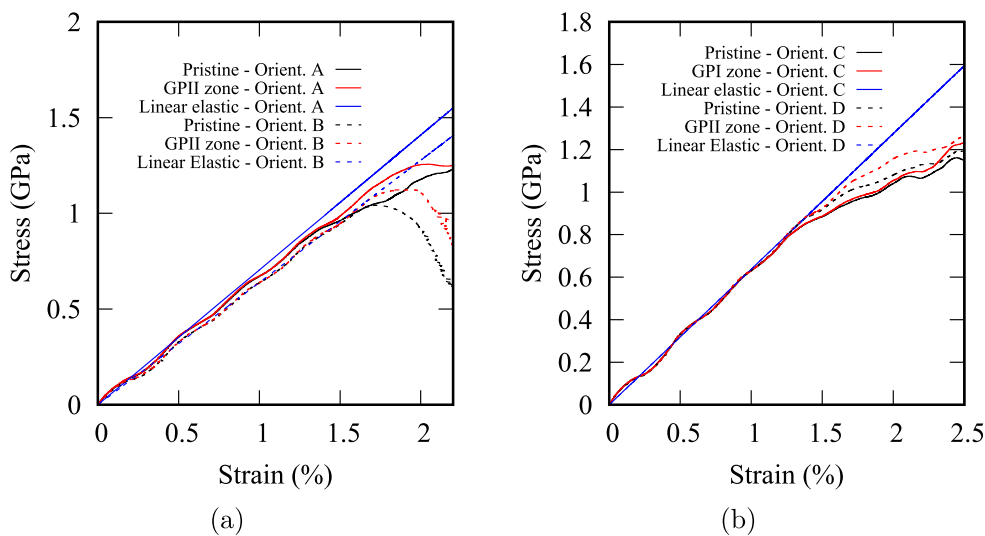 2
1.5
1
0.5
0
Stress (GPa)
Pristine - Orient. A
GPII zone - Orient. A
Linear elastic - Orient. A
Pristine - Orient. B
GPII zone - Orient. B
Linear Elastic - Orient. B
0 0.5 1 1.5 2
Strain (%)
(a)
1.8
1.6
1.4
1.2
1
0.8
0.6
0.4
0.2
0
Stress (GPa)
Pristine - Orient. C
GPI zone - Orient. C
Linear elastic - Orient. C
Pristine - Orient. D
GPII zone - Orient. D
Linear Elastic - Orient. D
0 0.5 1 1.5 2 2.5
Strain (%)
(b)